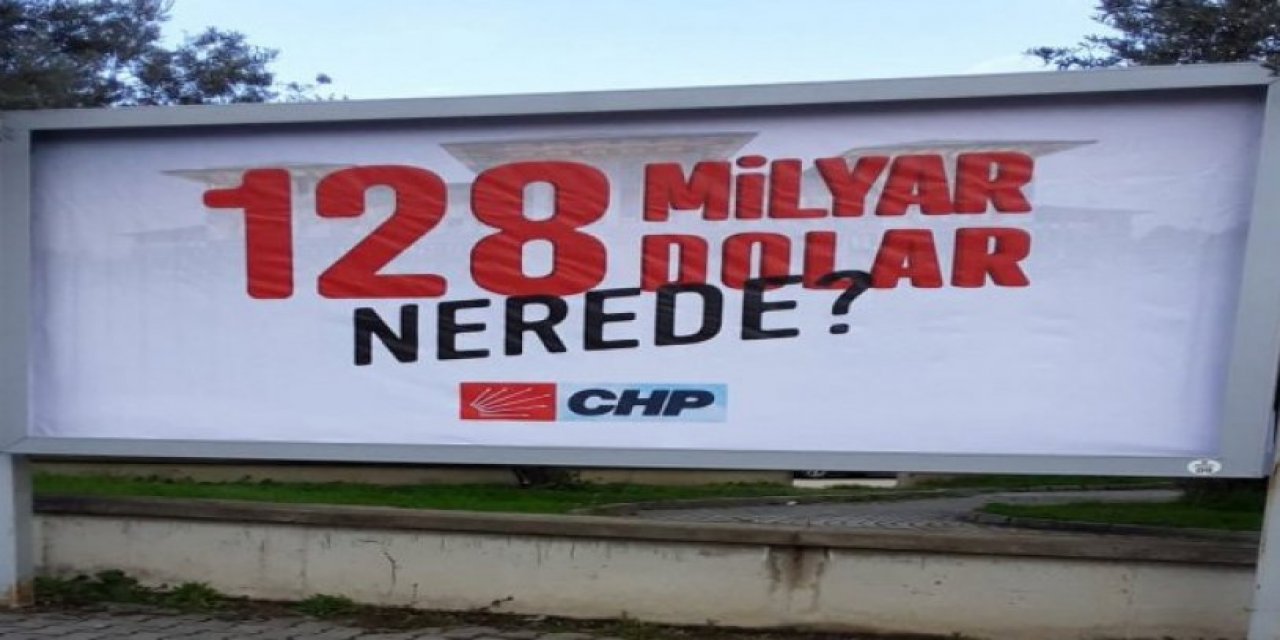 128 MİLYAR
DOLAR
NEREDE?
CHP